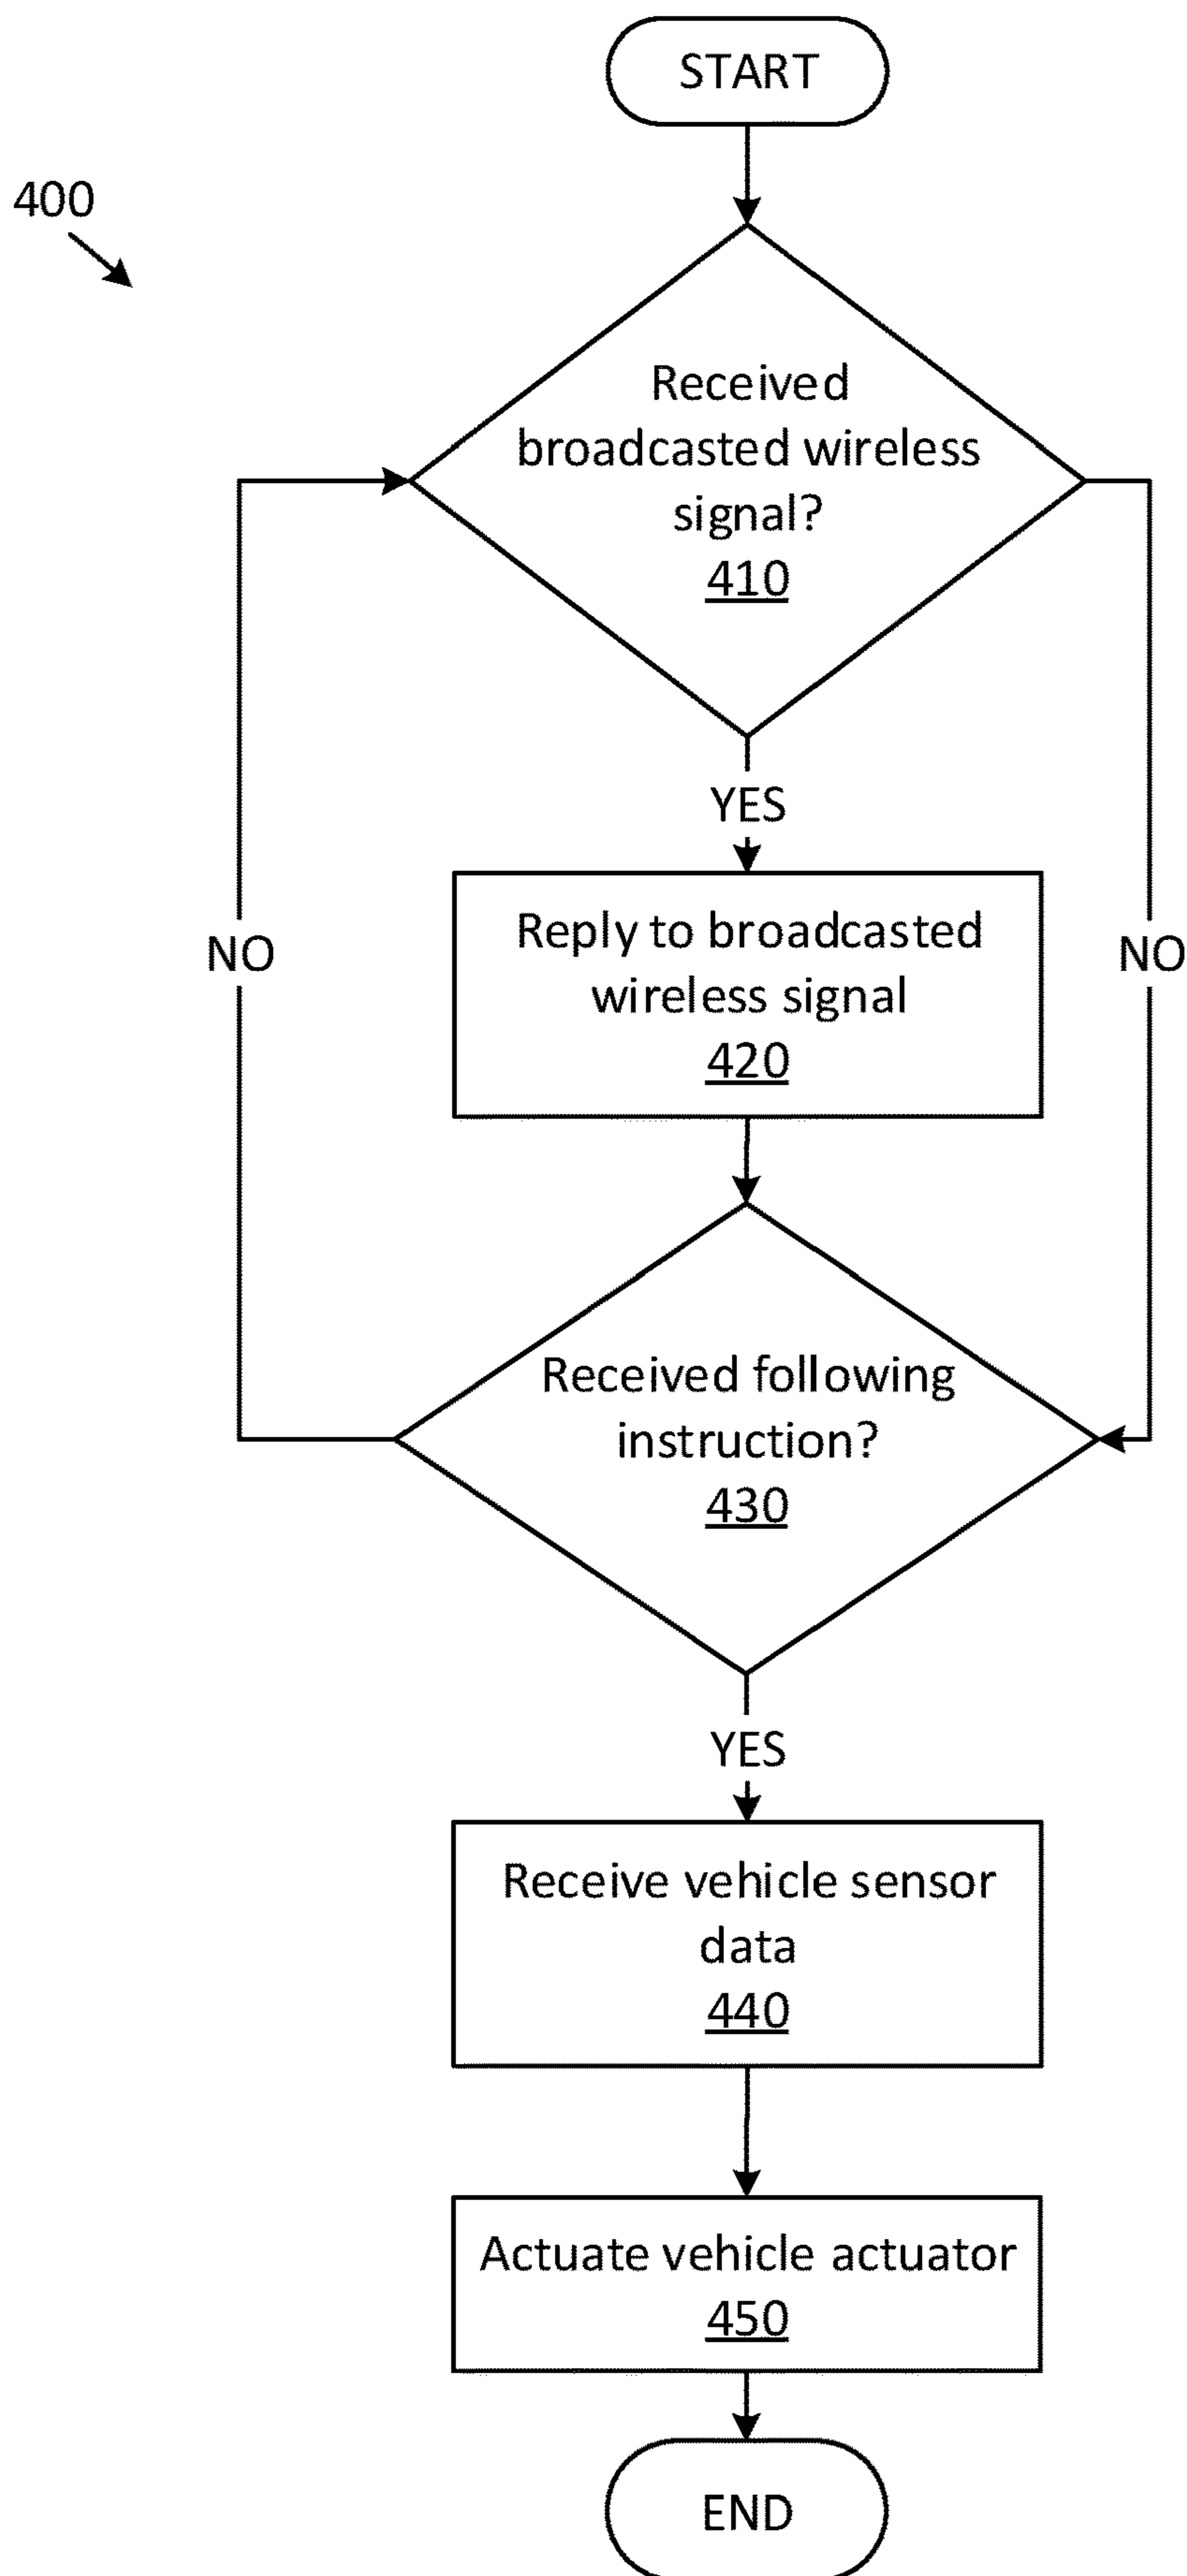 START
400
Received
broadcasted wireless
signal?
410
YES
Reply to broadcasted
wireless signal
420
NO
NO
Received following
instruction?
430
YES
Receive vehicle sensor
data
440
Actuate vehicle actuator
450
END